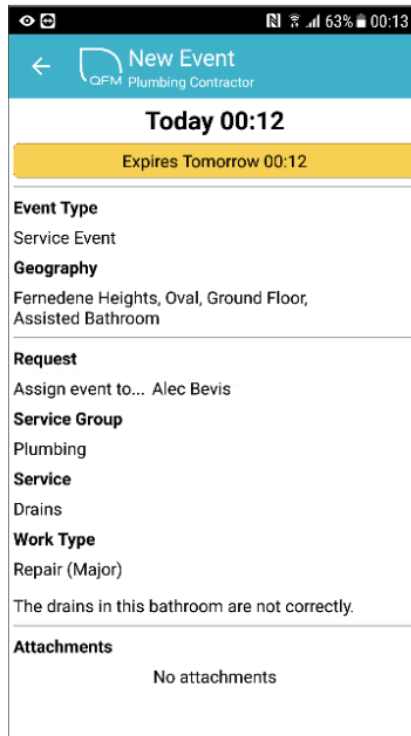 63% 00:13
New Event
QFM Plumbing Contractor
Today 00:12
Expires Tomorrow 00:12
Event Type
Service Event
Geography
Fernedene Heights, Oval, Ground Floor,
Assisted Bathroom
Request
Assign event to... Alec Bevis
Service Group
Plumbing
Service
Drains
Work Type
Repair (Major)
The drains in this bathroom are not correctly.
Attachments
No attachments